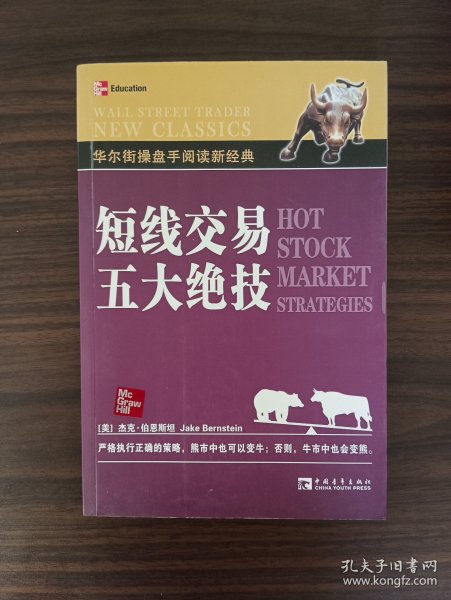 Mc
Graw
Hill
Education
WALL STREET TRADER
NEW CLASSICS
华尔街操盘手阅读新经典
短线交易
五大绝技
HOT
STOCK
MARKET
STRATEGIES
Mc
Graw
Hill
[美] 杰克·伯恩斯坦 Jake Bernstein
严格执行正确的策略，熊市中也可以变牛；否则，牛市中也会变熊。
中国青年出版社
CHINA YOUTH PRESS
孔夫子旧书网
www.kongfz.com